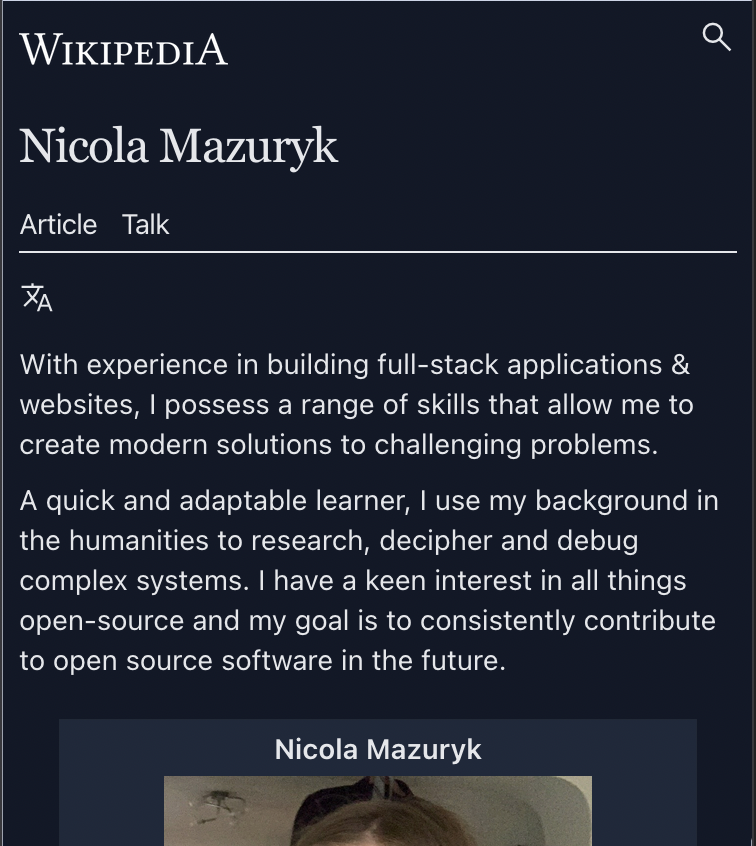 WIKIPEDIA
Nicola Mazuryk
Article Talk
文A
With experience in building full-stack applications &
websites, I possess a range of skills that allow me to
create modern solutions to challenging problems.
A quick and adaptable learner, I use my background in
the humanities to research, decipher and debug
complex systems. I have a keen interest in all things
open-source and my goal is to consistently contribute
to open source software in the future.
Nicola Mazuryk